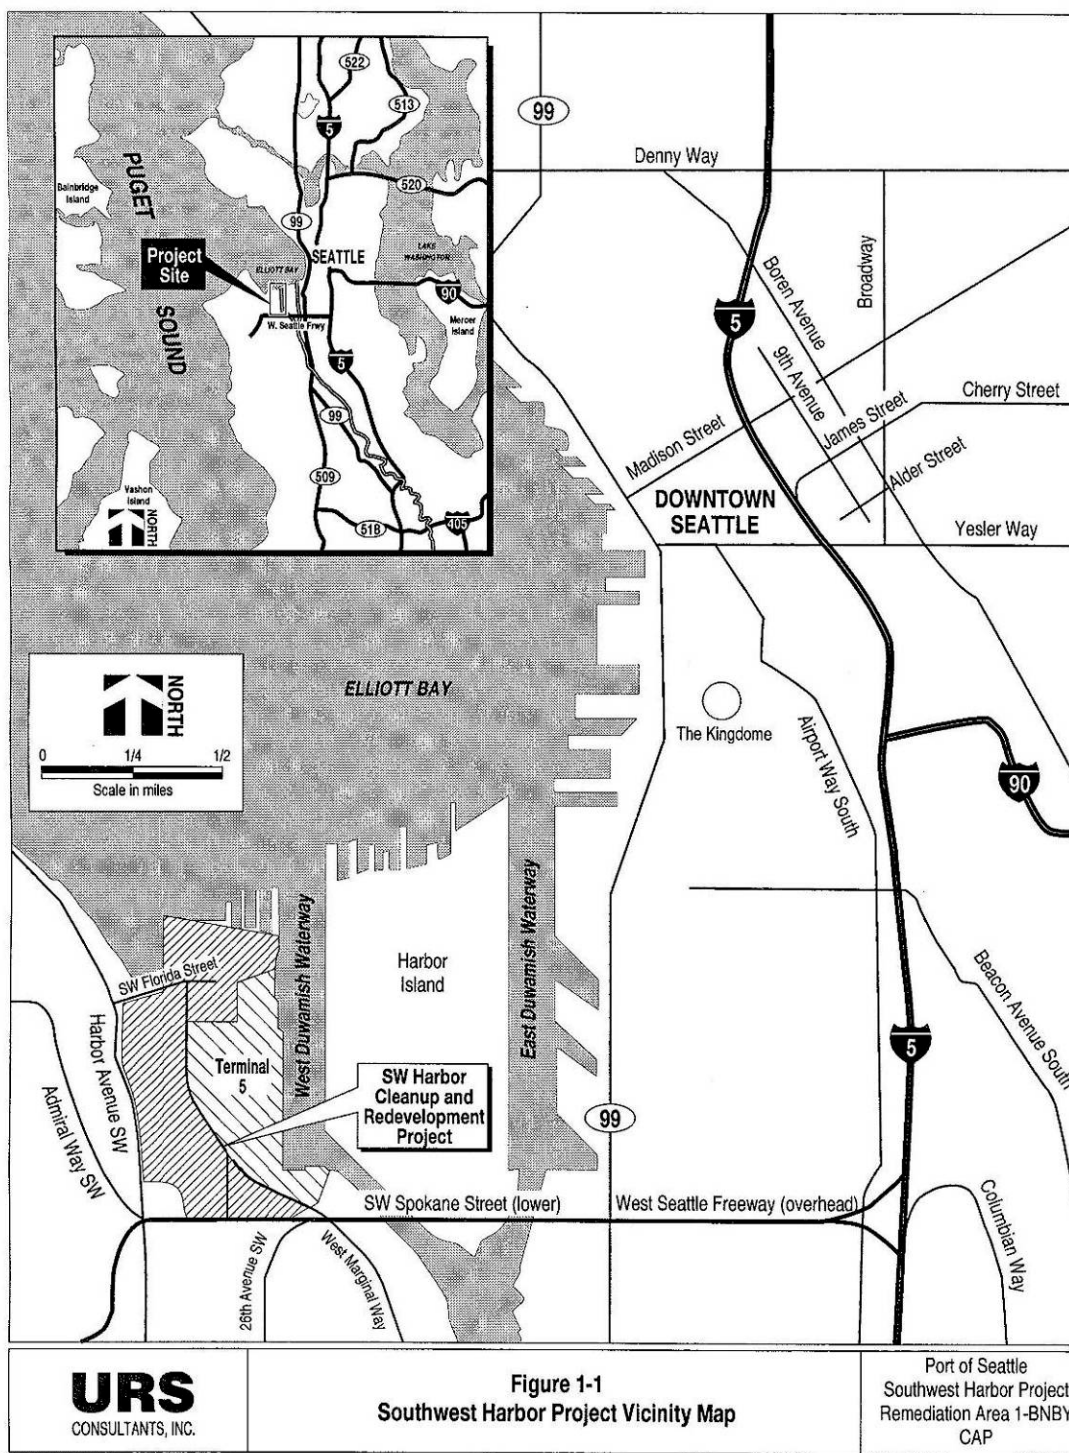 522
513
5
99
520
PUGET
SOUND
Bainbridge
Island
99
Project
Site
ELLIOTT BAY
SEATTLE
LAKE
WASHINGTON
90
Mercer
Island
W. Seattle Frwy
5
99
509
518
405
Vashon
Island
NORTH
Denny Way
Boren Avenue
Broadway
5
9th Avenue
Madison Street
James Street
Cherry Street
Alder Street
DOWNTOWN
SEATTLE
Yesler Way
NORTH
0 1/4 1/2
Scale in miles
ELLIOTT BAY
The Kingdome
Airport Way South
90
West Duwamish Waterway
East Duwamish Waterway
Harbor
Island
SW Florida Street
Harbor Avenue SW
Admiral Way SW
Terminal
5
SW Harbor
Cleanup and
Redevelopment
Project
99
5
Beacon Avenue South
SW Spokane Street (lower)
West Seattle Freeway (overhead)
Columbian Way
26th Avenue SW
West Marginal Way
URS
CONSULTANTS, INC.
Figure 1-1
Southwest Harbor Project Vicinity Map
Port of Seattle
Southwest Harbor Project
Remediation Area 1-BNBY
CAP